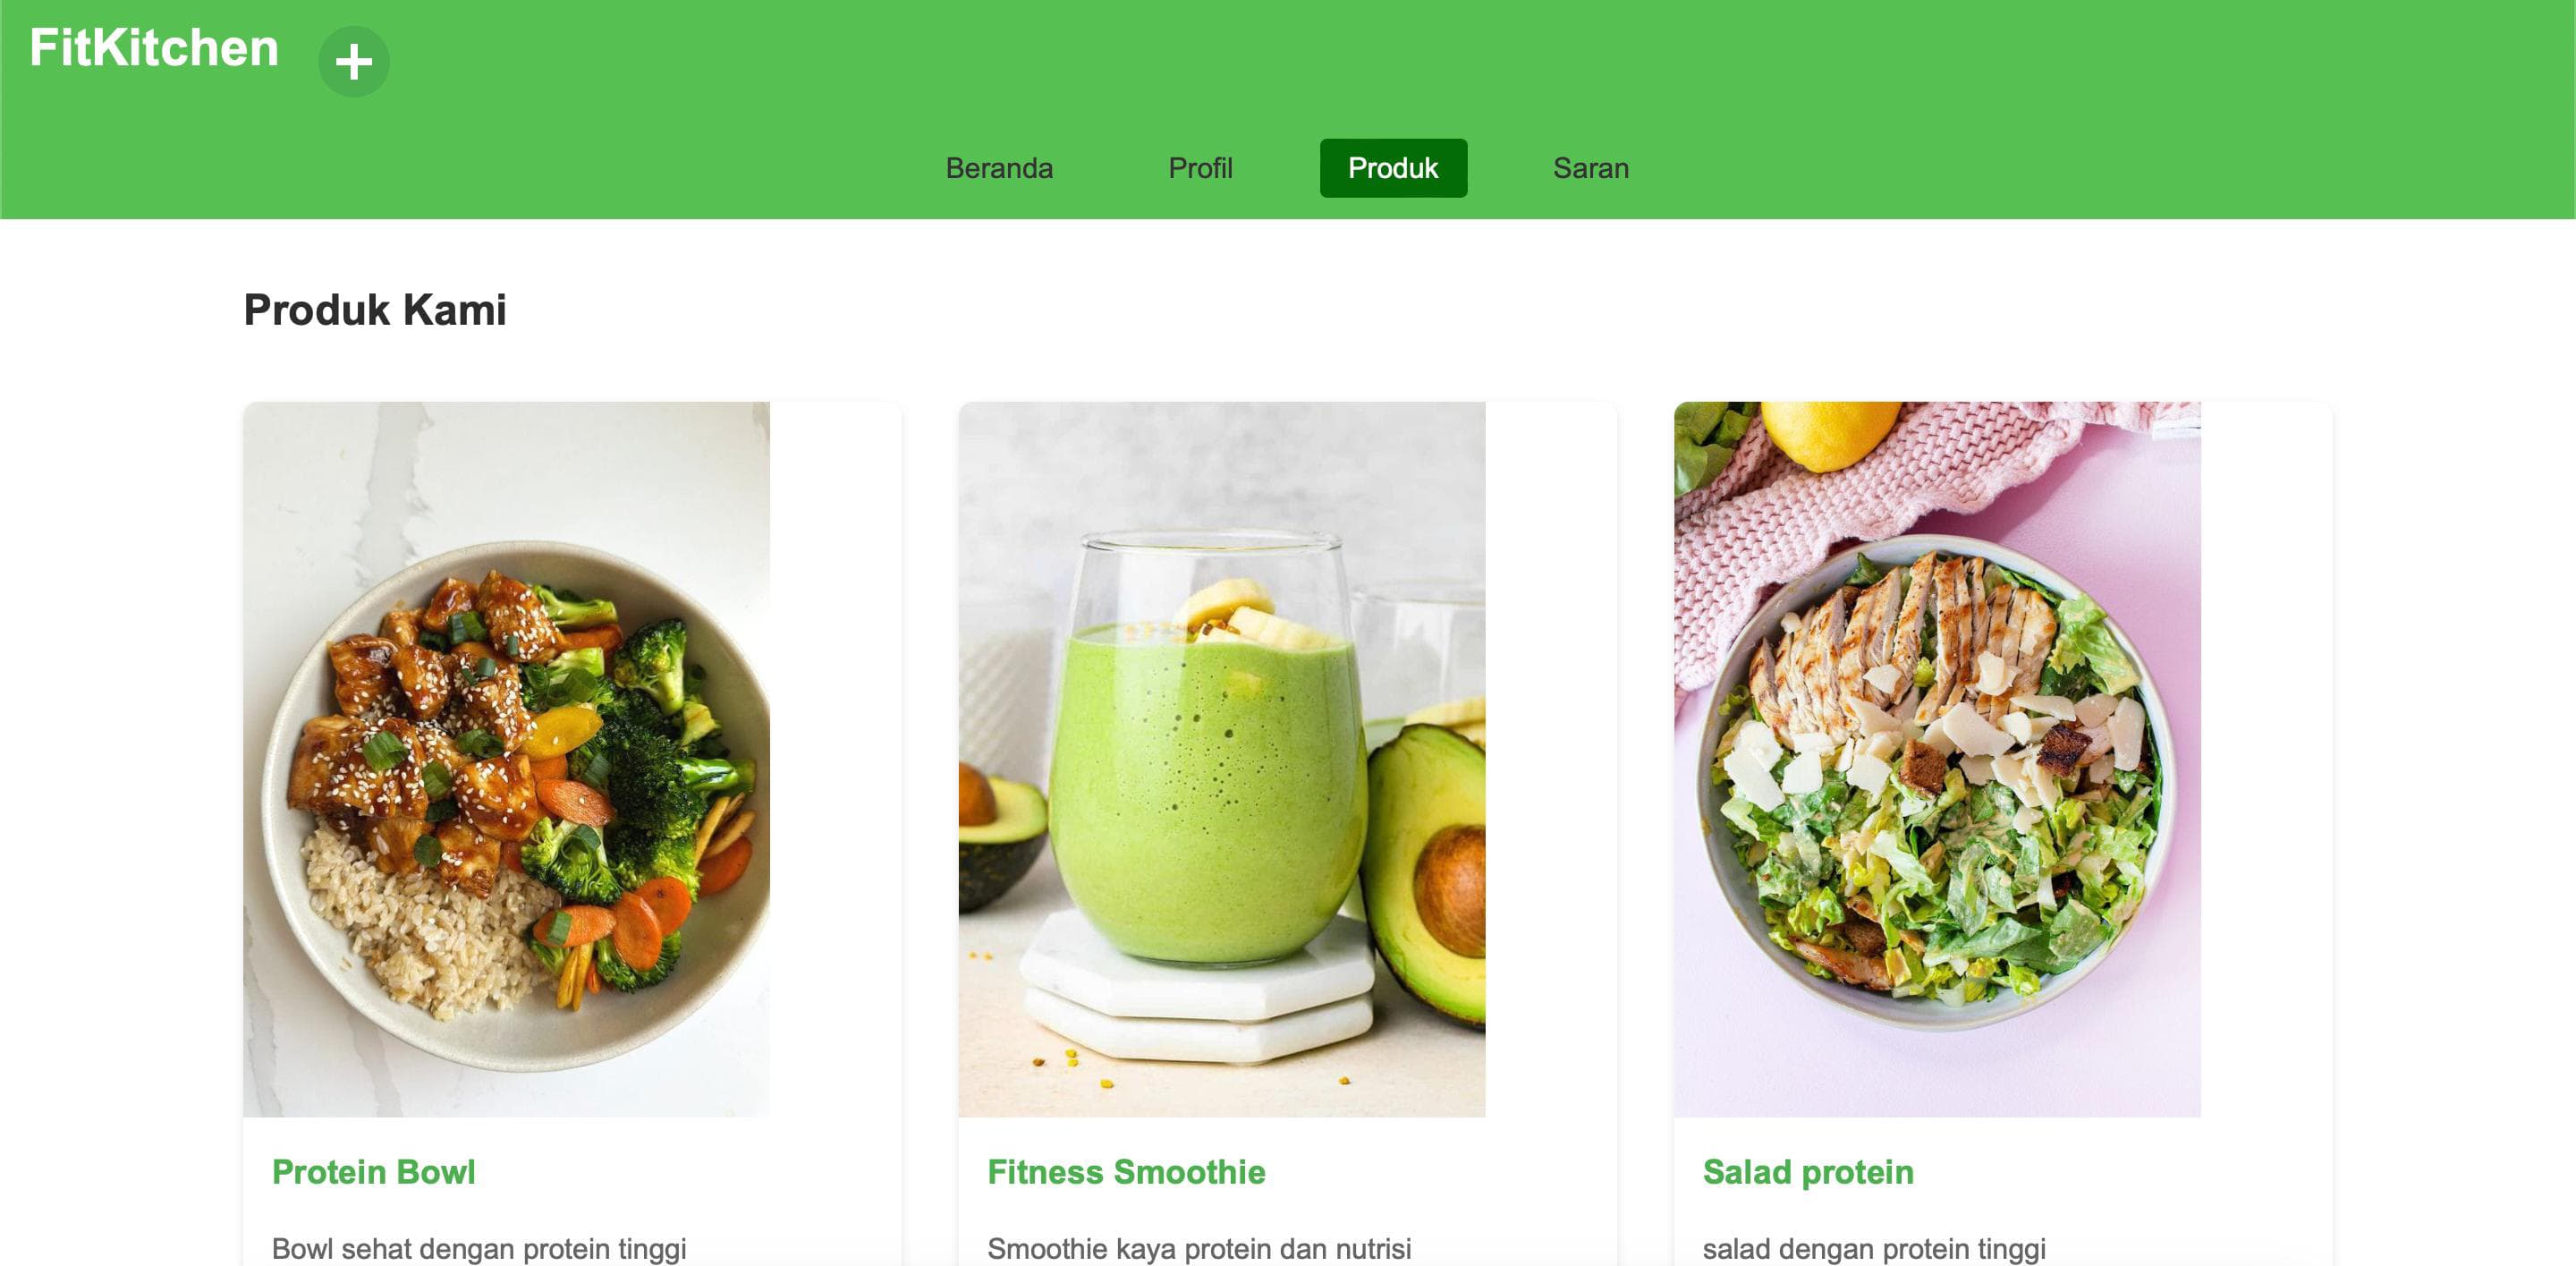 FitKitchen
Beranda
Profil
Produk
Saran
Produk Kami
Protein Bowl
Bowl sehat dengan protein tinggi
Fitness Smoothie
Smoothie kaya protein dan nutrisi
Salad protein
salad dengan protein tinggi